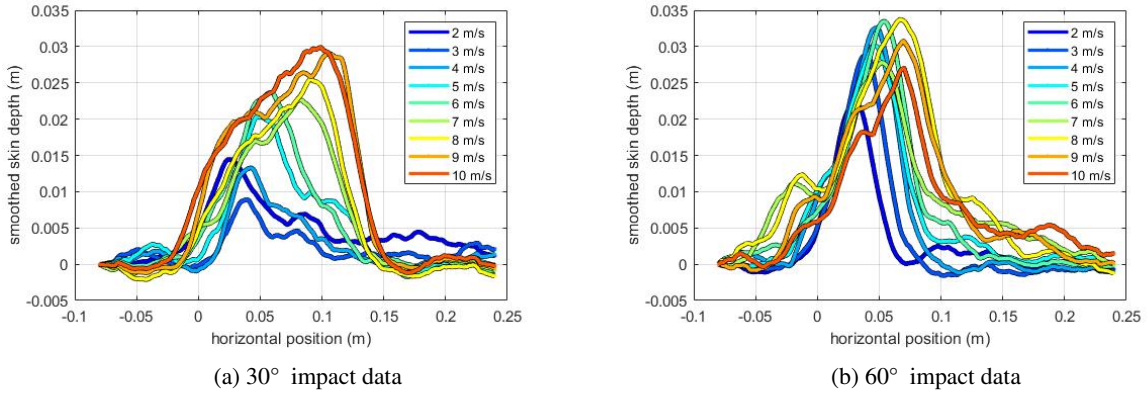 0.035
0.03
0.025
0.02
0.015
0.01
0.005
0
-0.005
smoothed skin depth (m)
-0.1 -0.05 0 0.05 0.1 0.15 0.2 0.25
horizontal position (m)
2 m/s
3 m/s
4 m/s
5 m/s
6 m/s
7 m/s
8 m/s
9 m/s
10 m/s
(a) 30° impact data
0.035
0.03
0.025
0.02
0.015
0.01
0.005
0
-0.005
smoothed skin depth (m)
-0.1 -0.05 0 0.05 0.1 0.15 0.2 0.25
horizontal position (m)
2 m/s
3 m/s
4 m/s
5 m/s
6 m/s
7 m/s
8 m/s
9 m/s
10 m/s
(b) 60° impact data